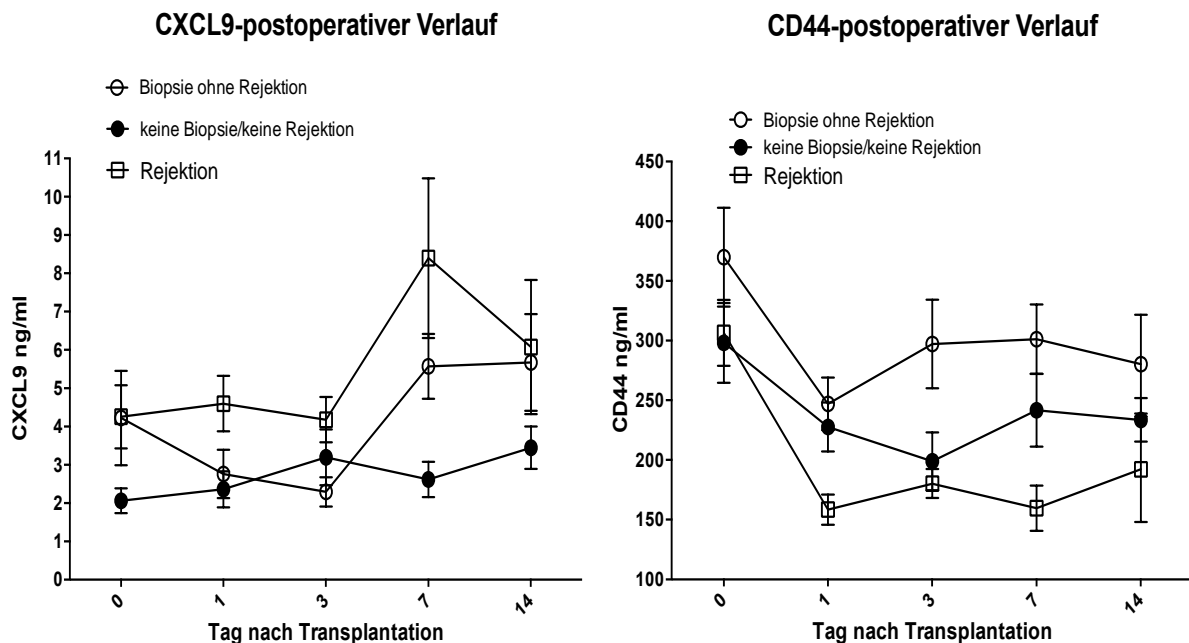 CXCL9-postoperativer Verlauf
Biopsie ohne Rejektion
keine Biopsie/keine Rejektion
Rejektion
11
10
9
8
7
6
5
4
3
2
1
0
CXCL9 ng/ml
0
1
3
7
14
Tag nach Transplantation
CD44-postoperativer Verlauf
Biopsie ohne Rejektion
keine Biopsie/keine Rejektion
Rejektion
450
400
350
300
250
200
150
100
CD44 ng/ml
0
1
3
7
14
Tag nach Transplantation